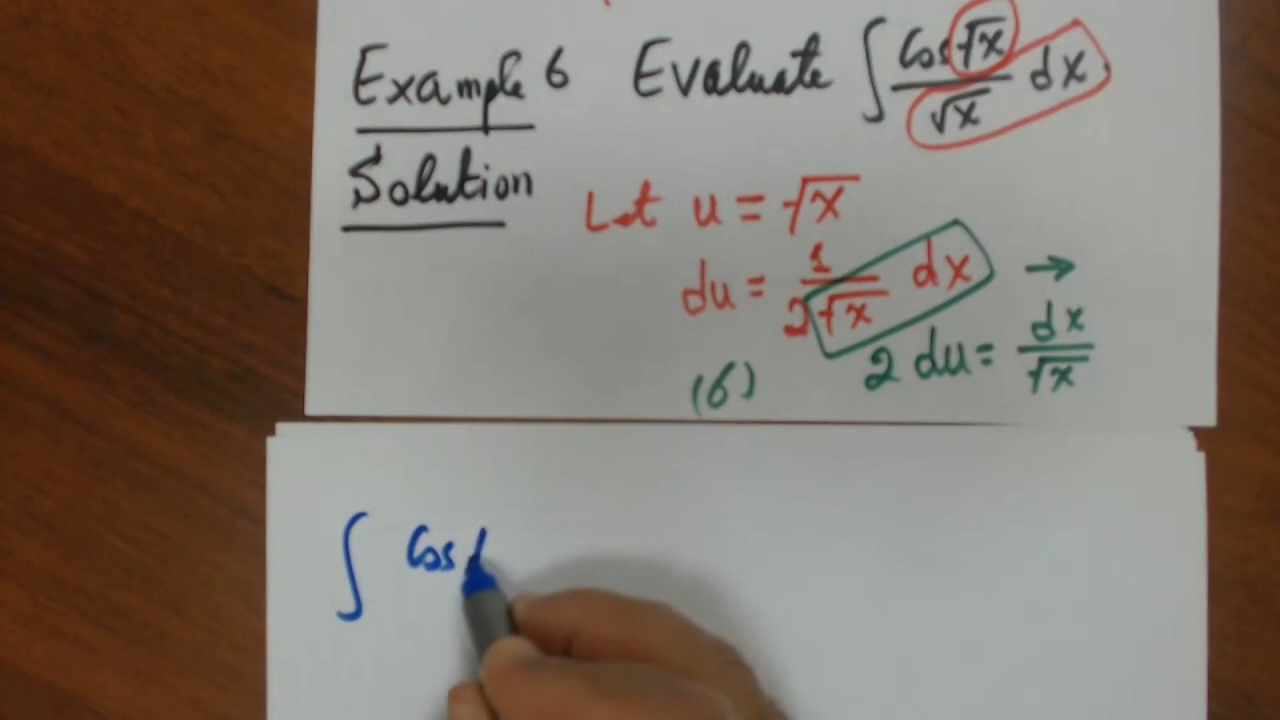 Example 6 Evaluate ∫ Cos√x / √x dx
Solution Let u = √x
du = 1 / 2√x dx →
(6) 2 du = dx / √x
∫ Cos